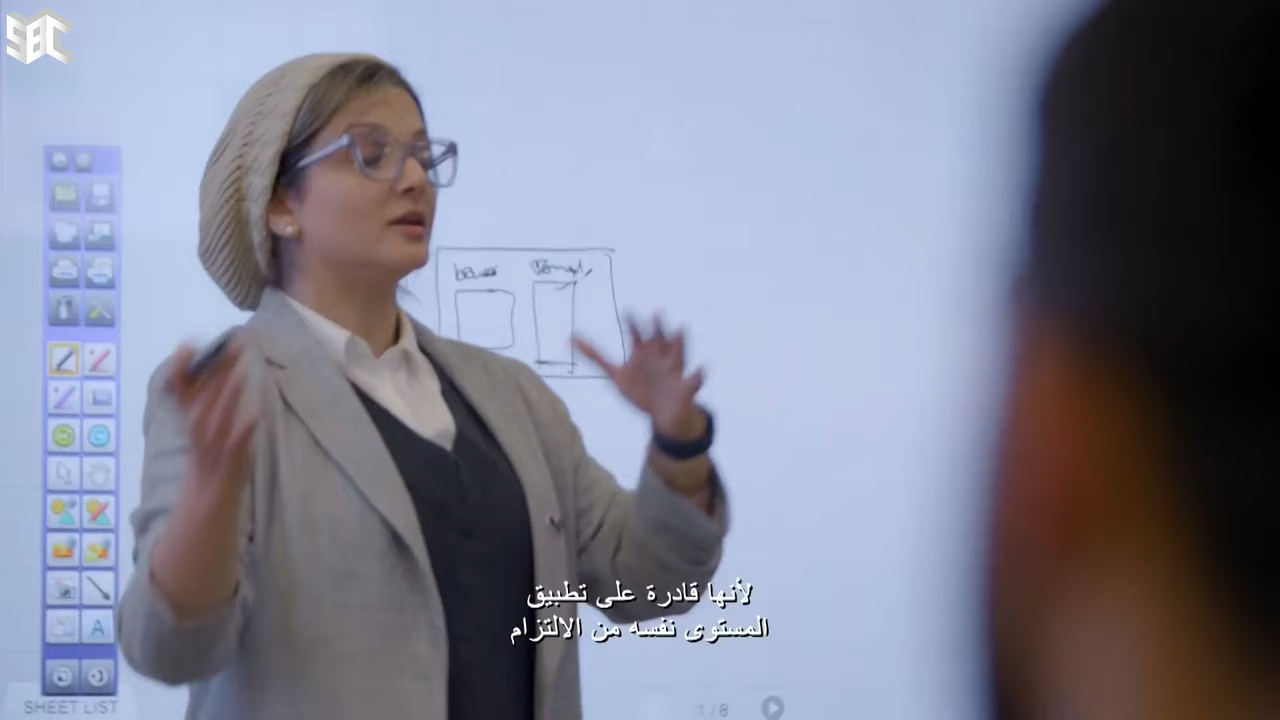 SBC
لأنها قادرة على تطبيق
المستوى نفسه من الالتزام
A
SHEET LIST
1/8